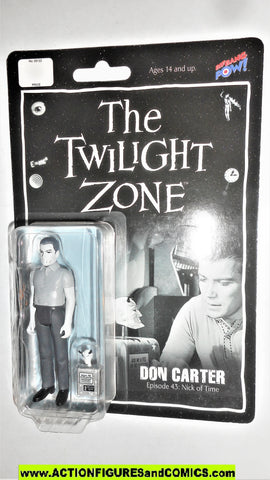 Ages 14 and up.
BIF BANG
POW!
The
TWILIGHT
ZONE
DON CARTER
Episode 43: Nick of Time
www.ACTIONFIGURESandCOMICS.com